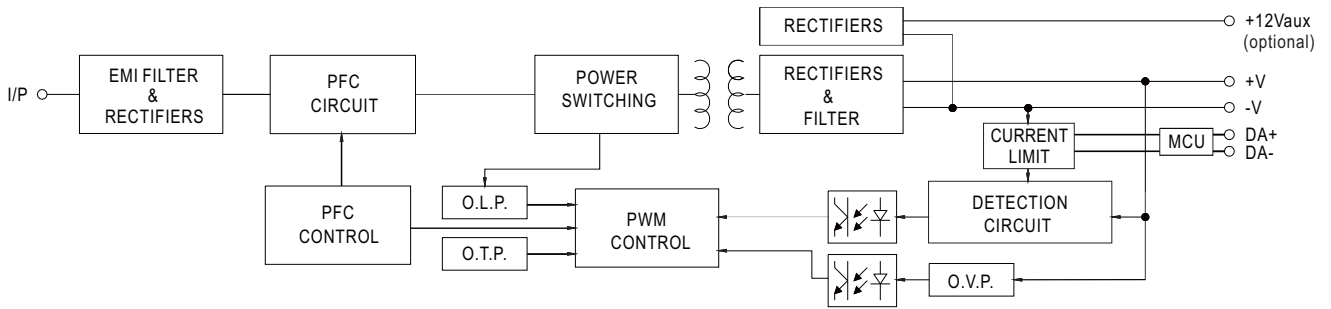 RECTIFIERS
+12Vaux
(optional)
I/P
EMI FILTER
&
RECTIFIERS
PFC
CIRCUIT
POWER
SWITCHING
RECTIFIERS
&
FILTER
+V
-V
CURRENT
LIMIT
MCU
DA+
DA-
PFC
CONTROL
O.L.P.
O.T.P.
PWM
CONTROL
DETECTION
CIRCUIT
O.V.P.